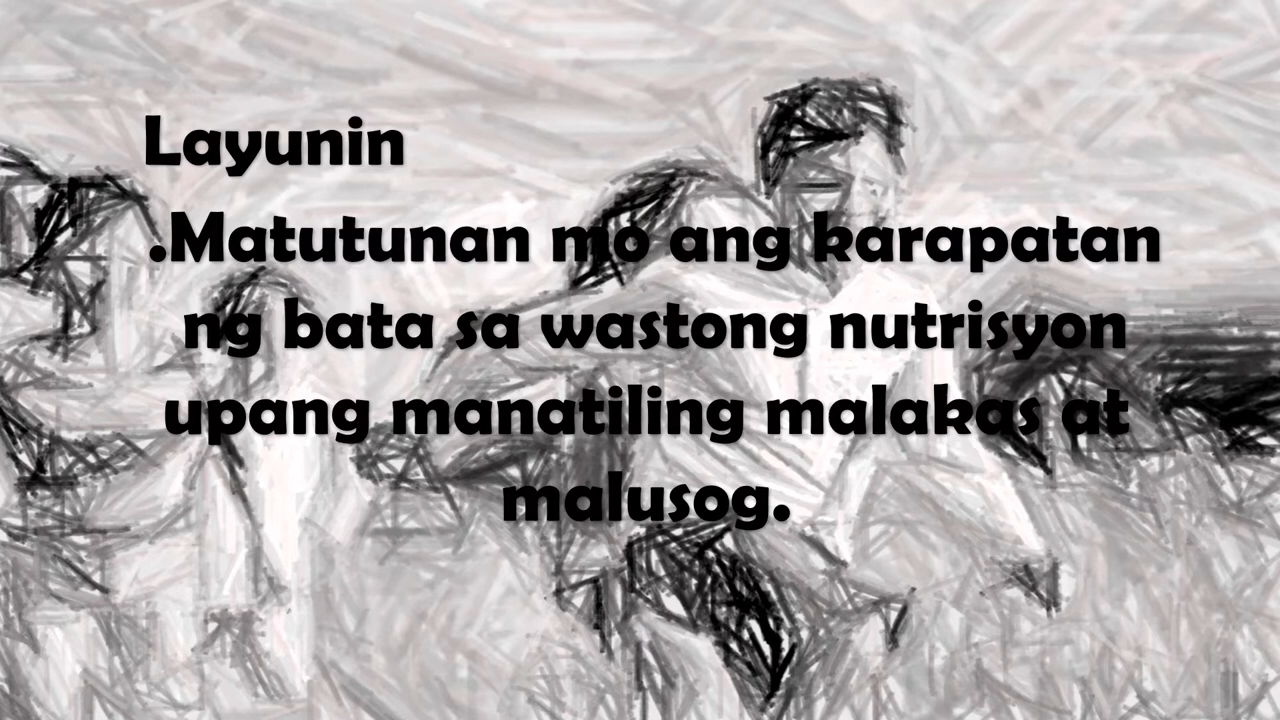 Layunin
.Matutunan mo ang karapatan
ng bata sa wastong nutrisyon
upang manatiling malakas at
malusog.